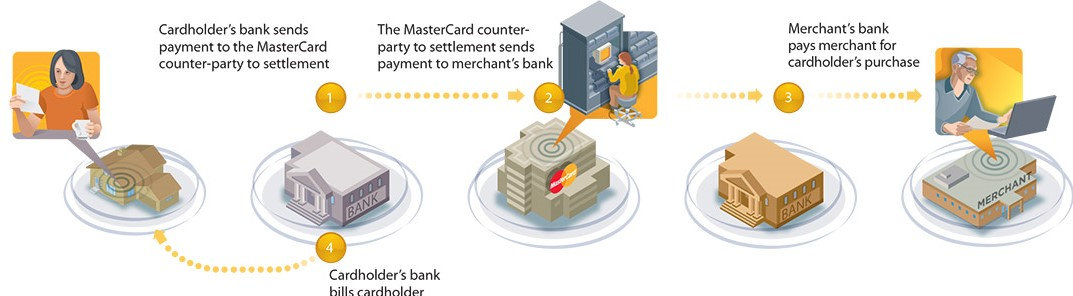 Cardholder's bank sends
payment to the MasterCard
counter-party to settlement
The MasterCard counter-
party to settlement sends
payment to merchant's bank
Merchant's bank
pays merchant for
cardholder's purchase
1
2
3
BANK
MasterCard
BANK
MERCHANT
4
Cardholder's bank
bills cardholder